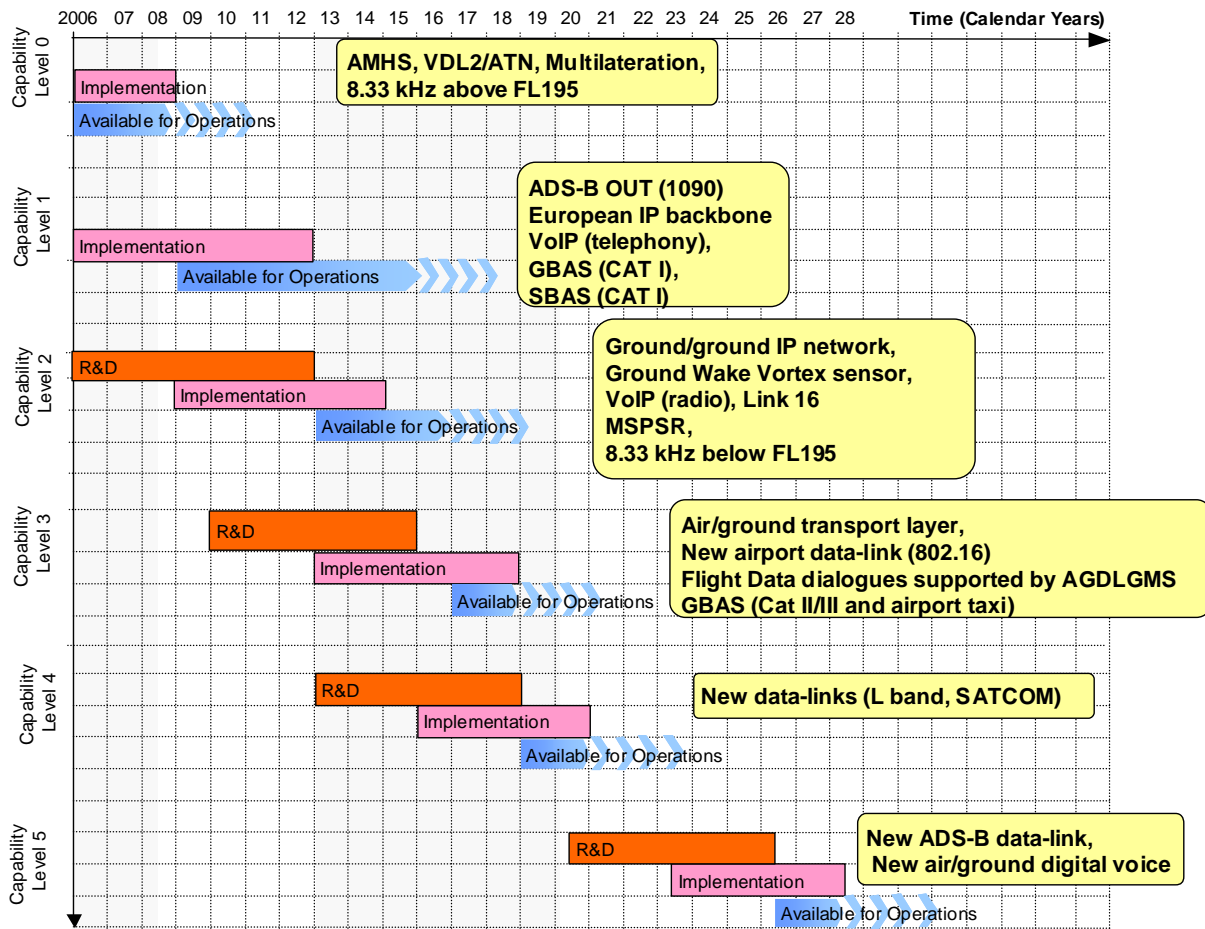 2006 07 08 09 10 11 12 13 14 15 16 17 18 19 20 21 22 23 24 25 26 27 28 Time (Calendar Years)
Capability
Level 0
AMHS, VDL2/ATN, Multilateration,
8.33 kHz above FL195
Implementation
Available for Operations
Capability
Level 1
ADS-B OUT (1090)
European IP backbone
VoIP (telephony),
GBAS (CAT I),
SBAS (CAT I)
Implementation
Available for Operations
Capability
Level 2
Ground/ground IP network,
Ground Wake Vortex sensor,
VoIP (radio), Link 16
MSPSR,
8.33 kHz below FL195
R&D
Implementation
Available for Operations
Capability
Level 3
Air/ground transport layer,
New airport data-link (802.16)
Flight Data dialogues supported by AGDLGMS
GBAS (Cat II/III and airport taxi)
R&D
Implementation
Available for Operations
Capability
Level 4
R&D
New data-links (L band, SATCOM)
Implementation
Available for Operations
Capability
Level 5
New ADS-B data-link,
New air/ground digital voice
R&D
Implementation
Available for Operations